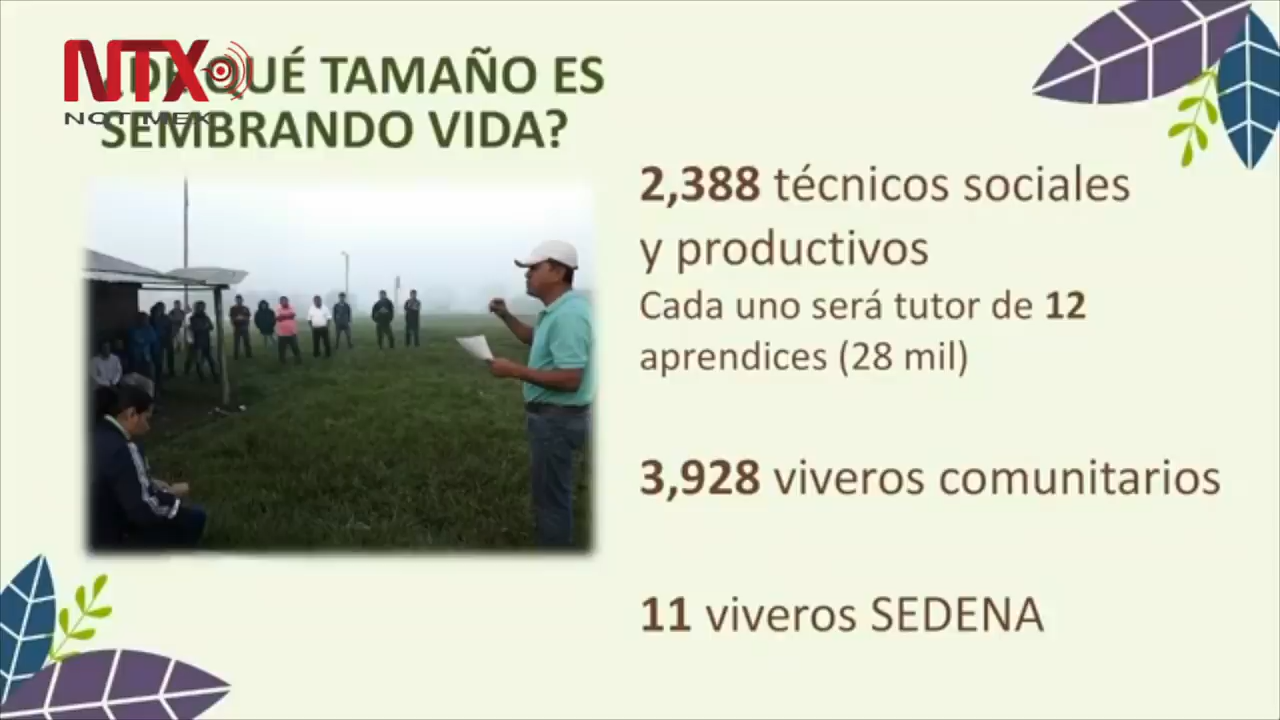 NTX
NOTIMEX
¿DE QUÉ TAMAÑO ES
SEMBRANDO VIDA?
2,388 técnicos sociales
y productivos
Cada uno será tutor de 12
aprendices (28 mil)
3,928 viveros comunitarios
11 viveros SEDENA